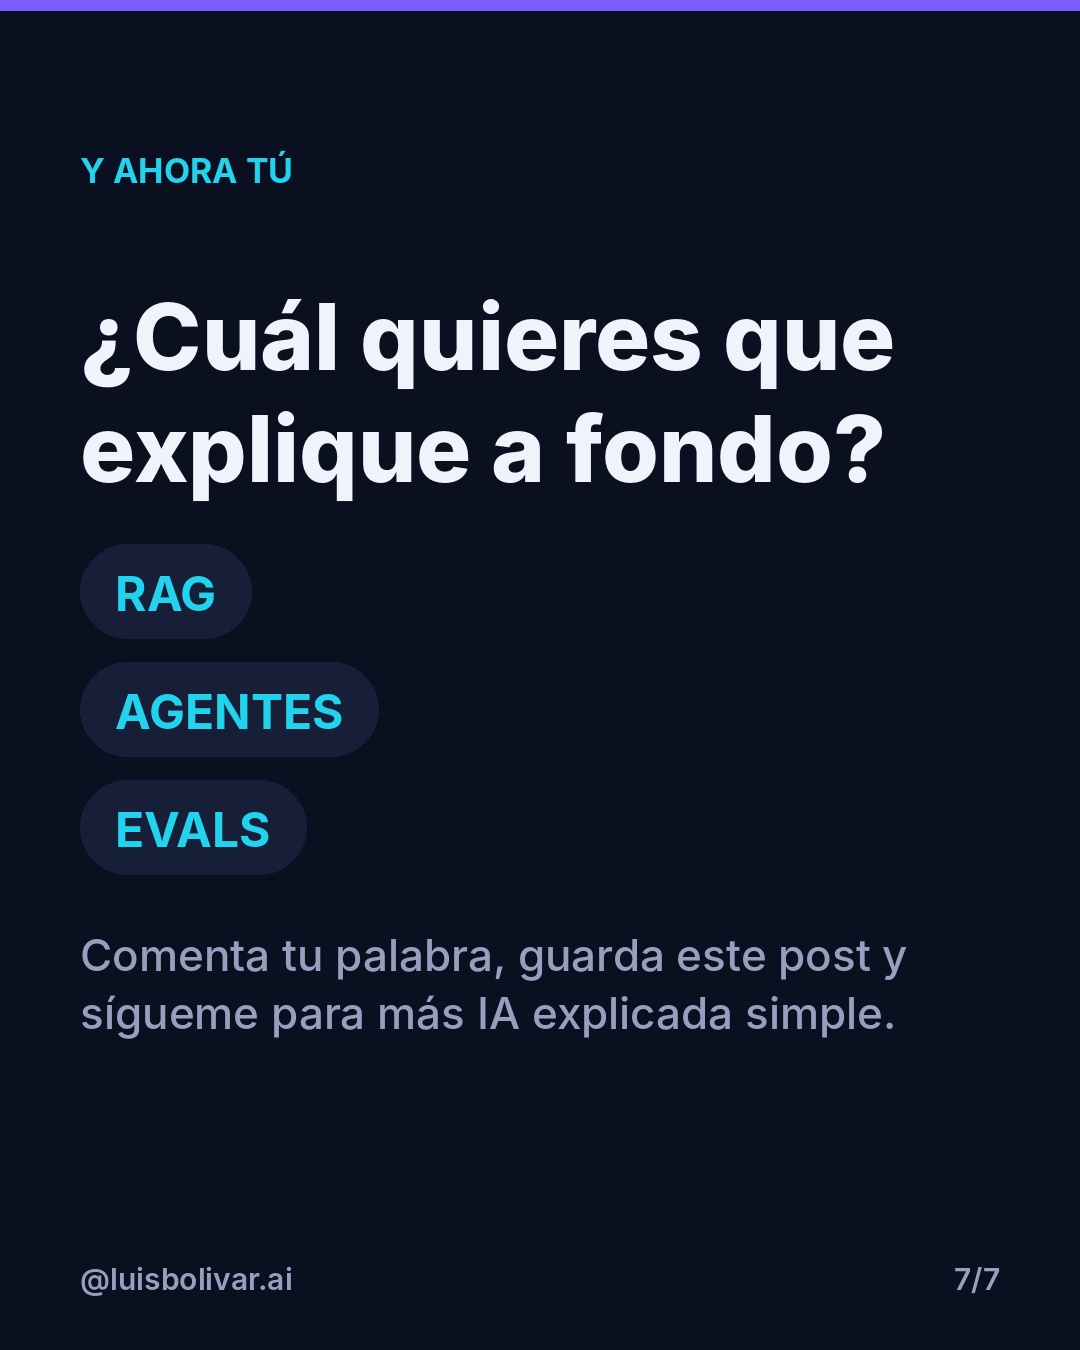 Y AHORA TÚ
¿Cuál quieres que
explique a fondo?
RAG
AGENTES
EVALS
Comenta tu palabra, guarda este post y
sígueme para más IA explicada simple.
@luisbolivar.ai
7/7